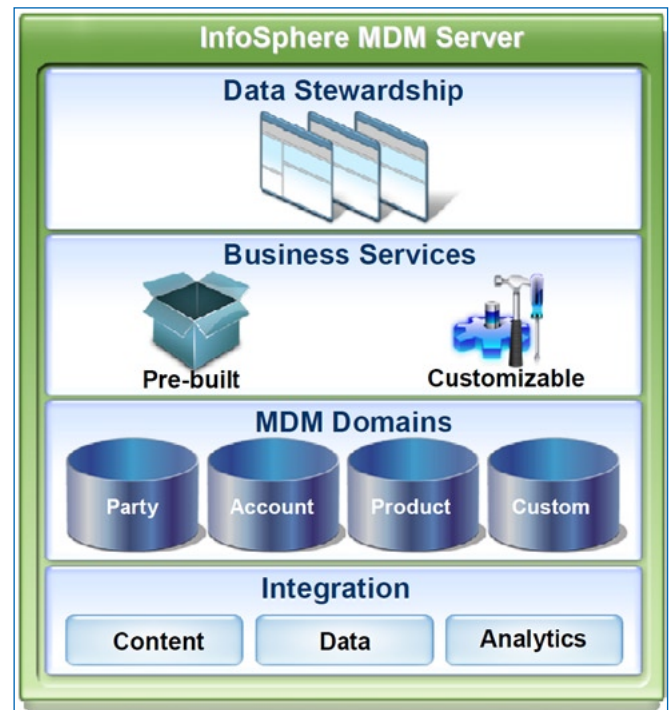 InfoSphere MDM Server
Data Stewardship
Business Services
Pre-built
Customizable
MDM Domains
Party Account Product Custom
Integration
Content Data Analytics